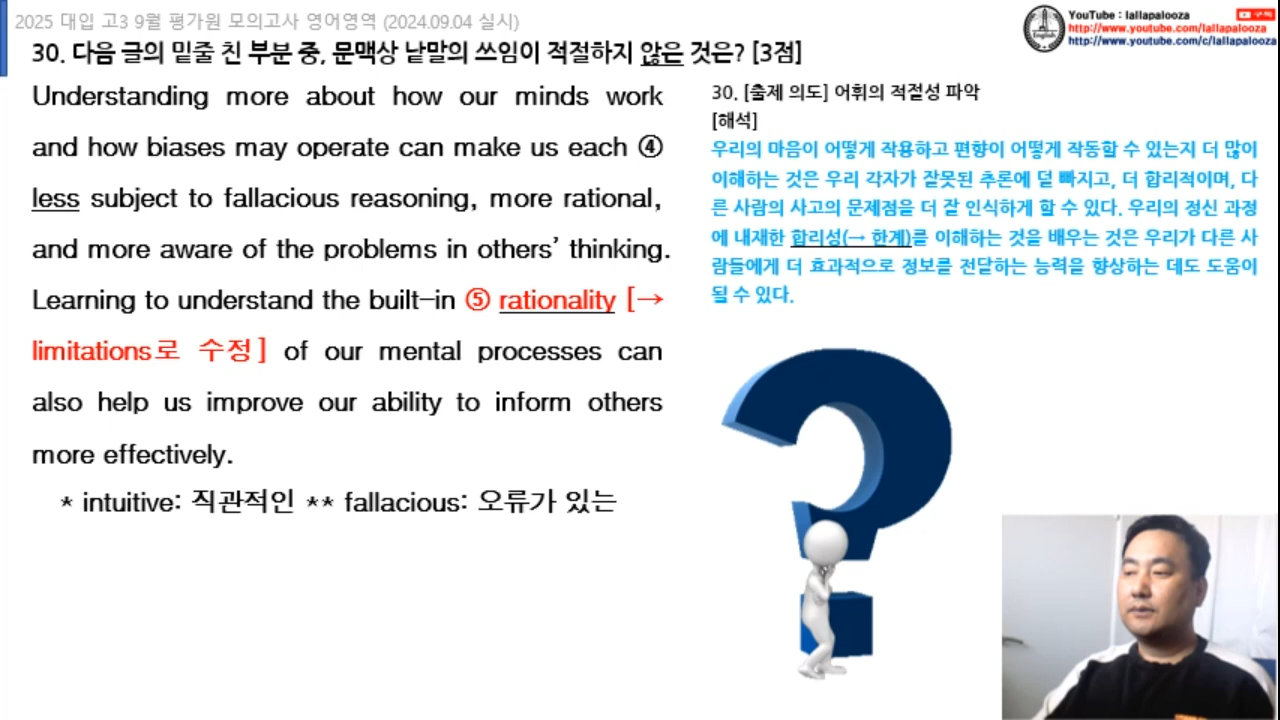 2025 대입 고3 9월 평가원 모의고사 영어영역 (2024.09.04 실시)
YouTube : lallapalooza
구독
http://www.youtube.com/lallapalooza
http://www.youtube.com/c/lallapalooza
30. 다음 글의 밑줄 친 부분 중, 문맥상 낱말의 쓰임이 적절하지 않은 것은? [3점]
Understanding more about how our minds work
and how biases may operate can make us each ④
less subject to fallacious reasoning, more rational,
and more aware of the problems in others’ thinking.
Learning to understand the built-in ⑤ rationality [→
limitations로 수정] of our mental processes can
also help us improve our ability to inform others
more effectively.
* intuitive: 직관적인 ** fallacious: 오류가 있는
30. [출제 의도] 어휘의 적절성 파악
[해석]
우리의 마음이 어떻게 작용하고 편향이 어떻게 작동할 수 있는지 더 많이
이해하는 것은 우리 각자가 잘못된 추론에 덜 빠지고, 더 합리적이며, 다
른 사람의 사고의 문제점을 더 잘 인식하게 할 수 있다. 우리의 정신 과정
에 내재한 합리성(→ 한계)를 이해하는 것을 배우는 것은 우리가 다른 사
람들에게 더 효과적으로 정보를 전달하는 능력을 향상하는 데도 도움이
될 수 있다.